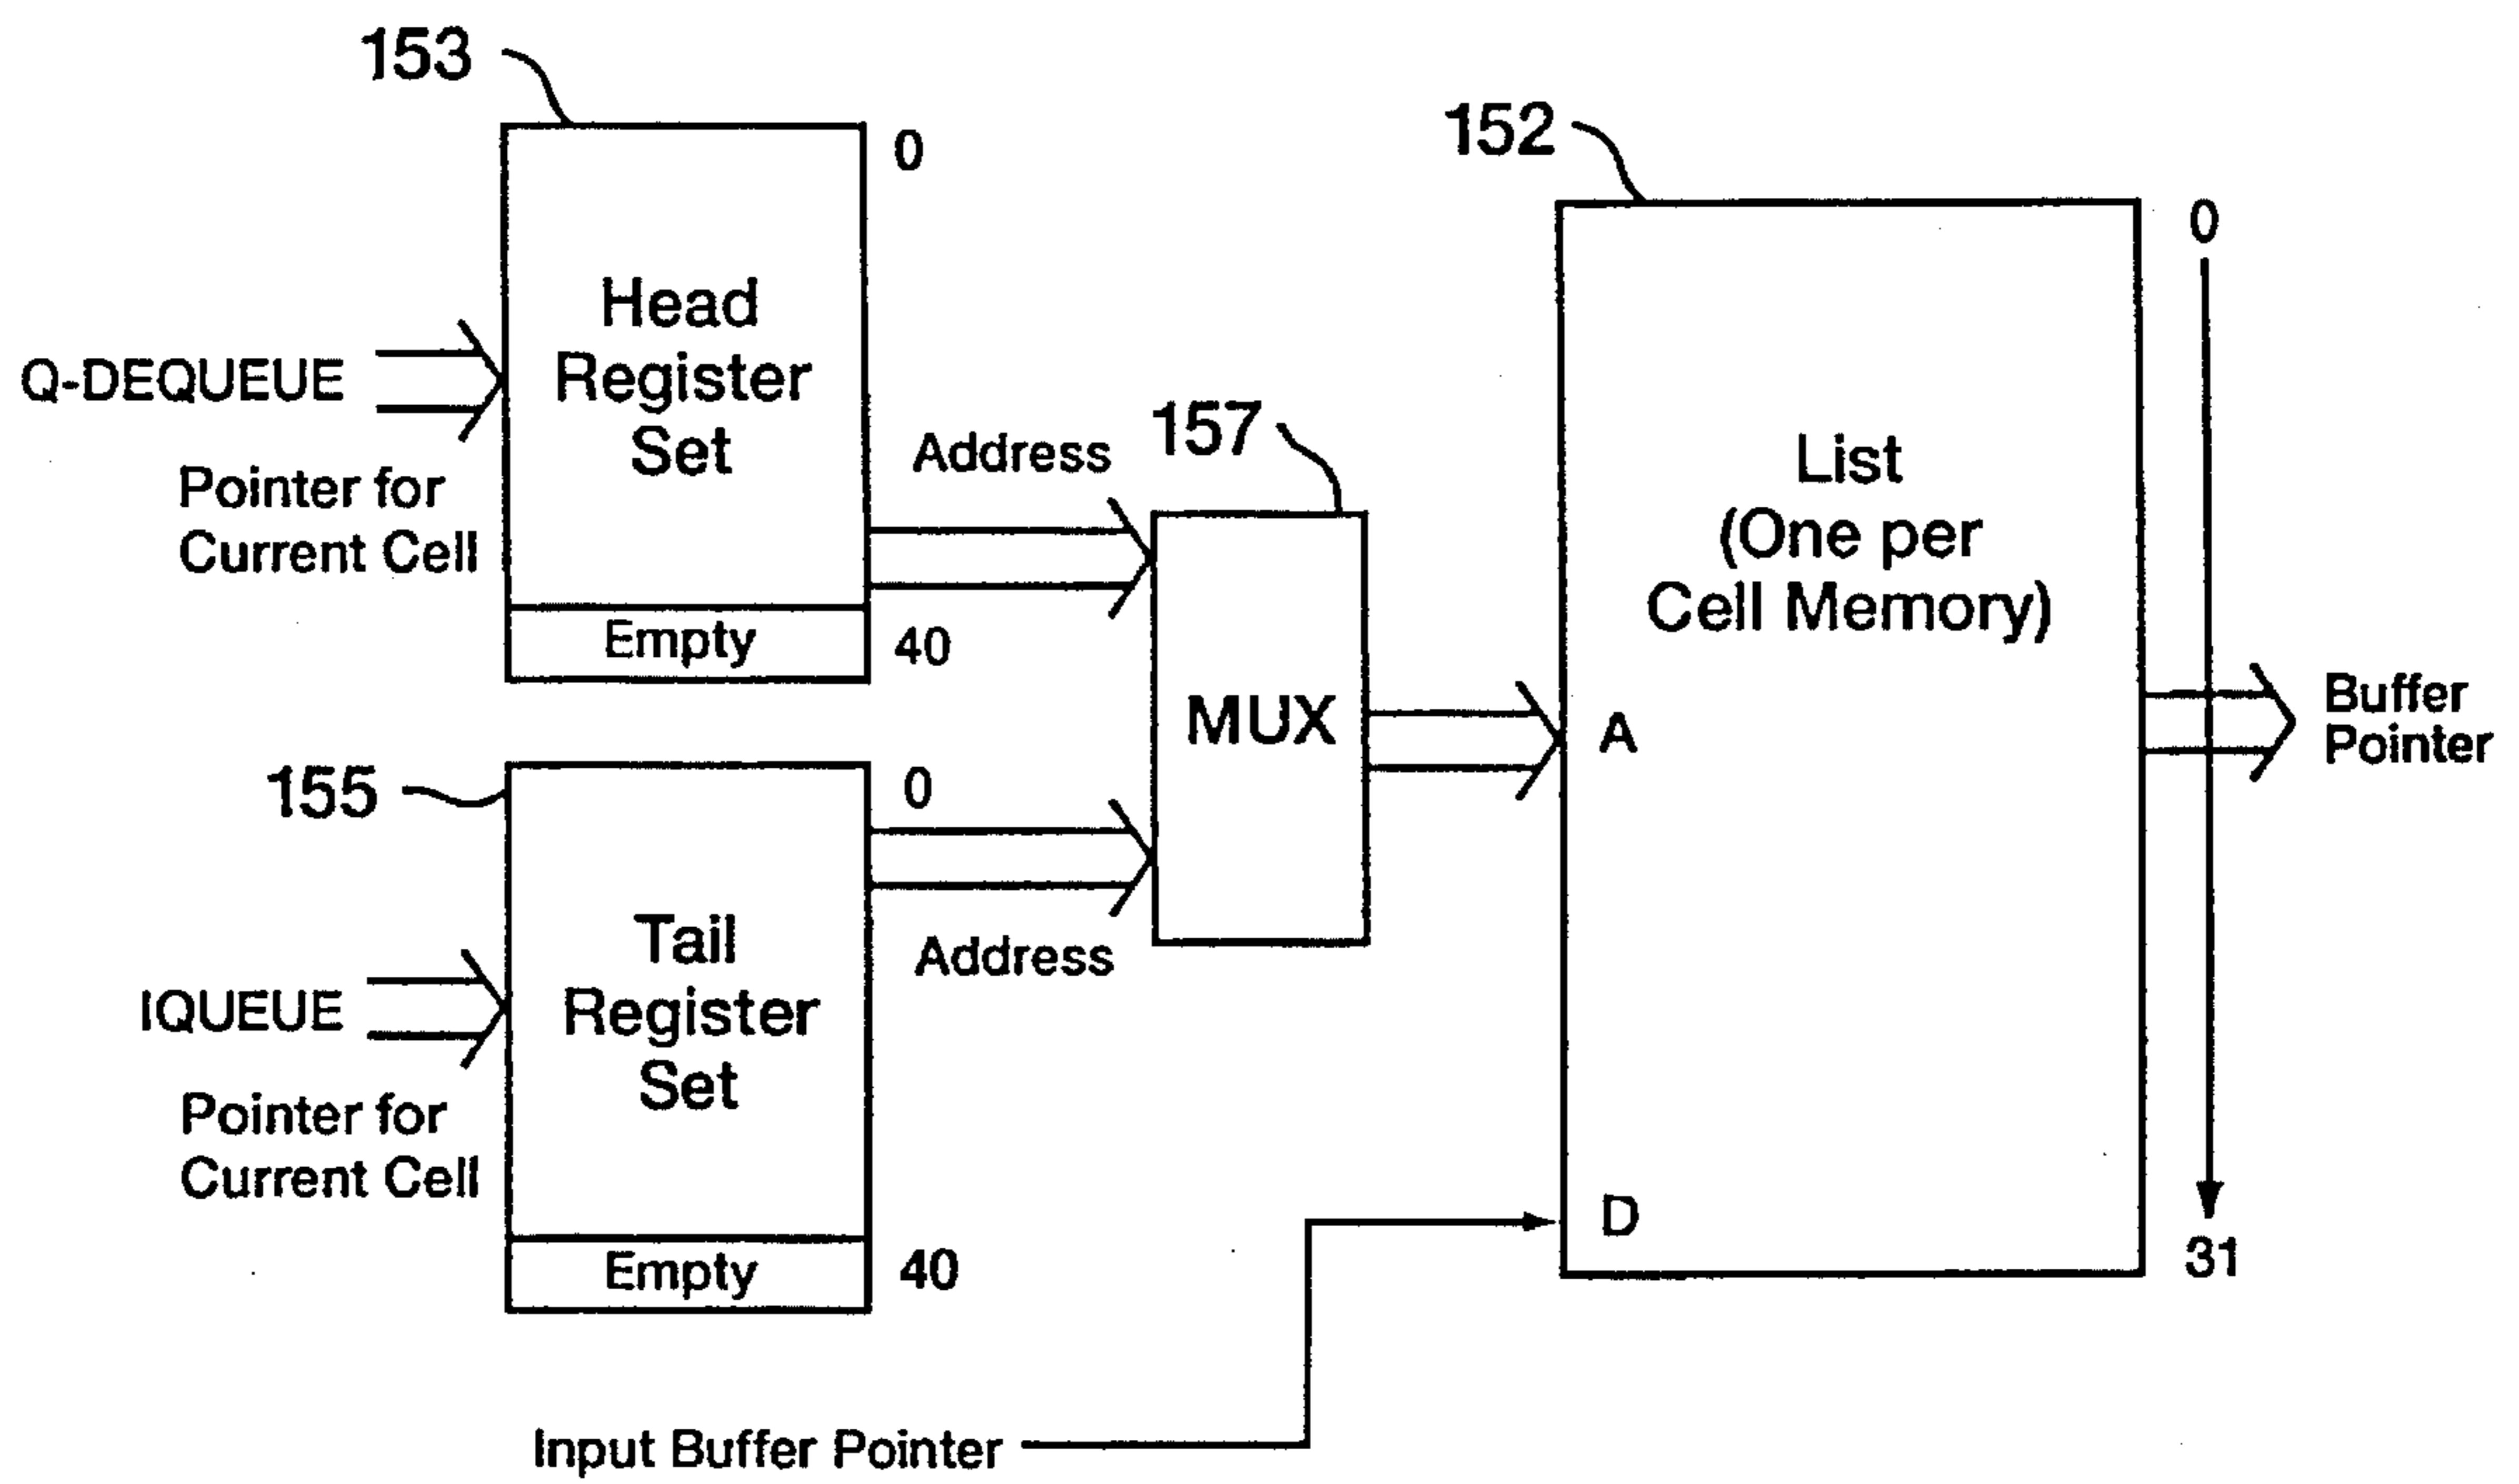 153
0
Head
Register
Set
Q-DEQUEUE
Pointer for
Current Cell
Empty
40
Address
157
MUX
152
0
List
(One per
Cell Memory)
A
D
31
Buffer
Pointer
155
0
Tail
Register
Set
IQUEUE
Pointer for
Current Cell
Empty
40
Address
Input Buffer Pointer